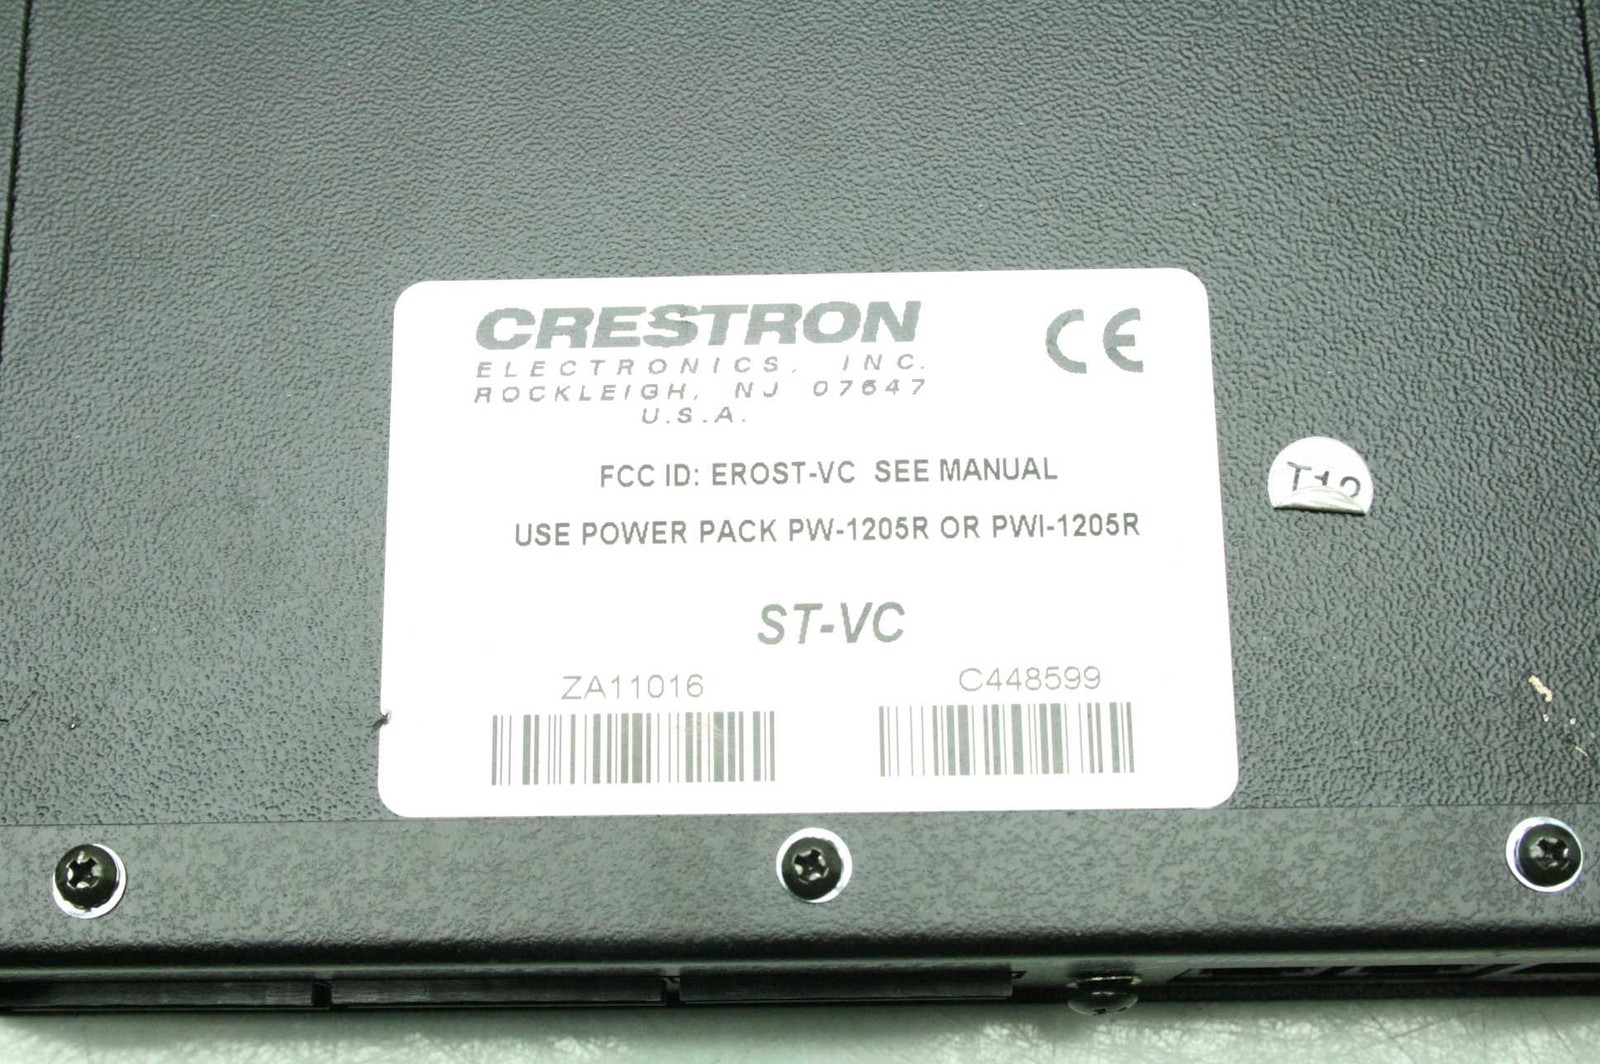 CRESTRON
ELECTRONICS, INC.
ROCKLEIGH, NJ 07647
U.S.A.
CE
FCC ID: EROST-VC SEE MANUAL
USE POWER PACK PW-1205R OR PWI-1205R
ST-VC
ZA11016
C448599